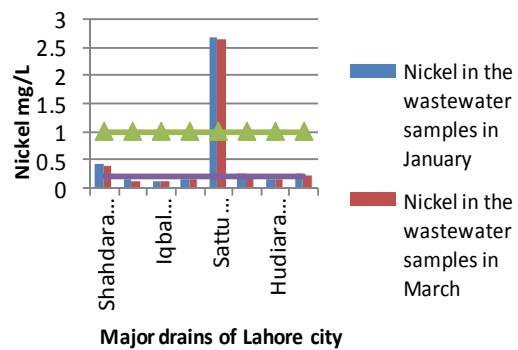 Nickel mg/L
3
2.5
2
1.5
1
0.5
0
Shahdara...
Iqbal...
Sattu ...
Hudiara...
Major drains of Lahore city
Nickel in the
wastewater
samples in
January
Nickel in the
wastewater
samples in
March